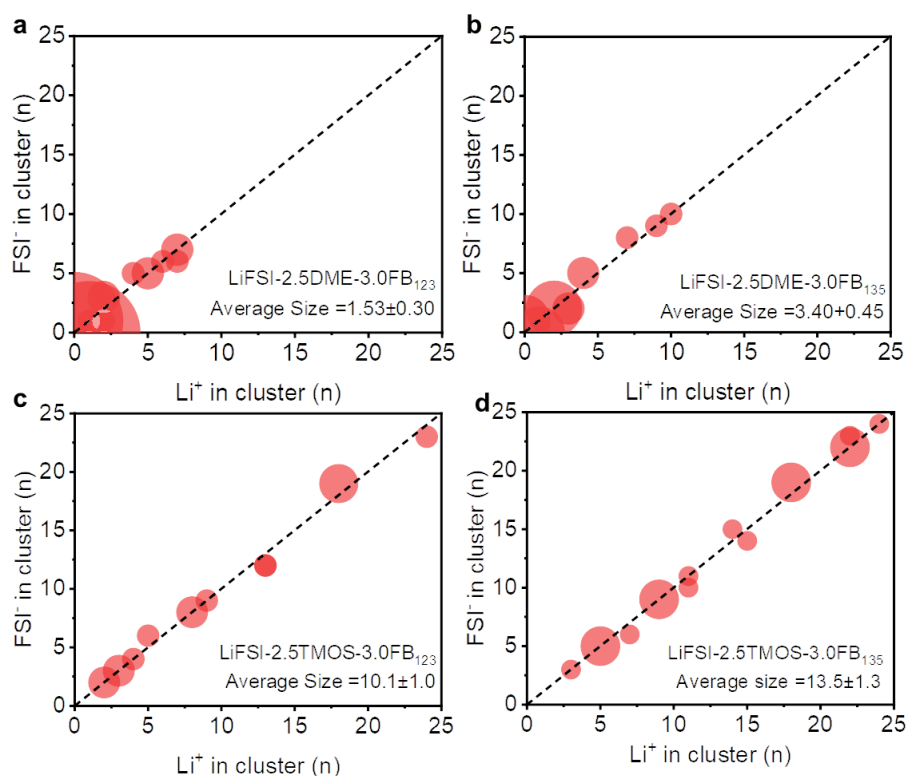 a
25
20
15
10
5
0
FSI⁻ in cluster (n)
LiFSI-2.5DME-3.0FB₁₂₃
Average Size =1.53±0.30
0 5 10 15 20 25
Li⁺ in cluster (n)
b
25
20
15
10
5
0
FSI⁻ in cluster (n)
LiFSI-2.5DME-3.0FB₁₃₅
Average Size =3.40+0.45
0 5 10 15 20 25
Li⁺ in cluster (n)
c
25
20
15
10
5
0
FSI⁻ in cluster (n)
LiFSI-2.5TMOS-3.0FB₁₂₃
Average Size =10.1±1.0
0 5 10 15 20 25
Li⁺ in cluster (n)
d
25
20
15
10
5
0
FSI⁻ in cluster (n)
LiFSI-2.5TMOS-3.0FB₁₃₅
Average size =13.5±1.3
0 5 10 15 20 25
Li⁺ in cluster (n)